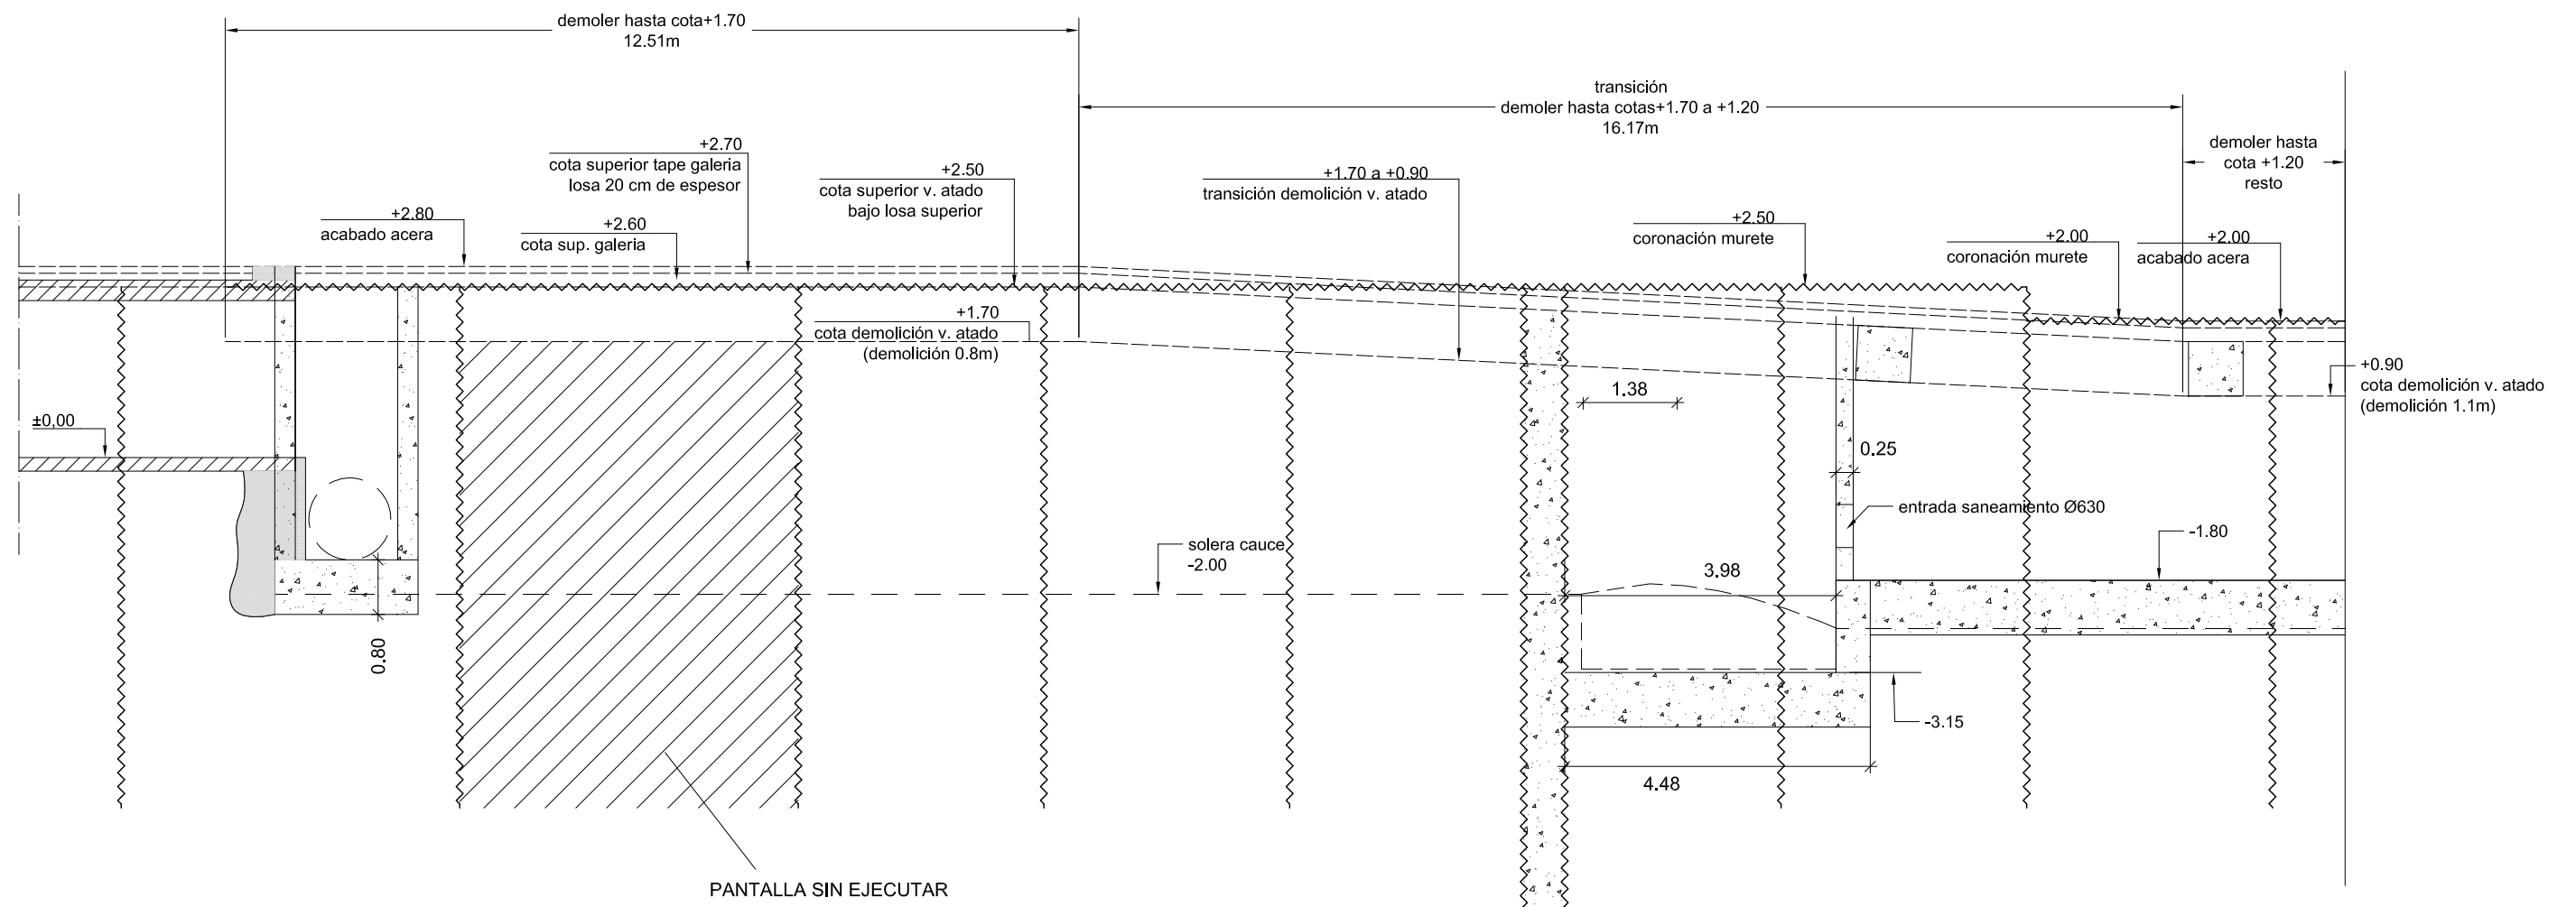 demoler hasta cota+1.70
12.51m
transición
demoler hasta cotas+1.70 a +1.20
16.17m
demoler hasta
cota +1.20
resto
+2.70
cota superior tape galeria
losa 20 cm de espesor
+2.50
cota superior v. atado
bajo losa superior
+1.70 a +0.90
transición demolición v. atado
+2.80
acabado acera
+2.60
cota sup. galeria
+2.50
coronación murete
+2.00
coronación murete
+2.00
acabado acera
+1.70
cota demolición v. atado
(demolición 0.8m)
+0.90
cota demolición v. atado
(demolición 1.1m)
1.38
±0,00
0.25
entrada saneamiento Ø630
-1.80
solera cauce
-2.00
3.98
0.80
-3.15
4.48
PANTALLA SIN EJECUTAR